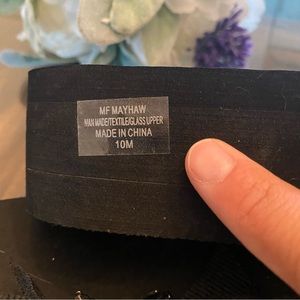 MF MAYHAW
MAN MADE/TEXTILE/GLASS UPPER
MADE IN CHINA
10M